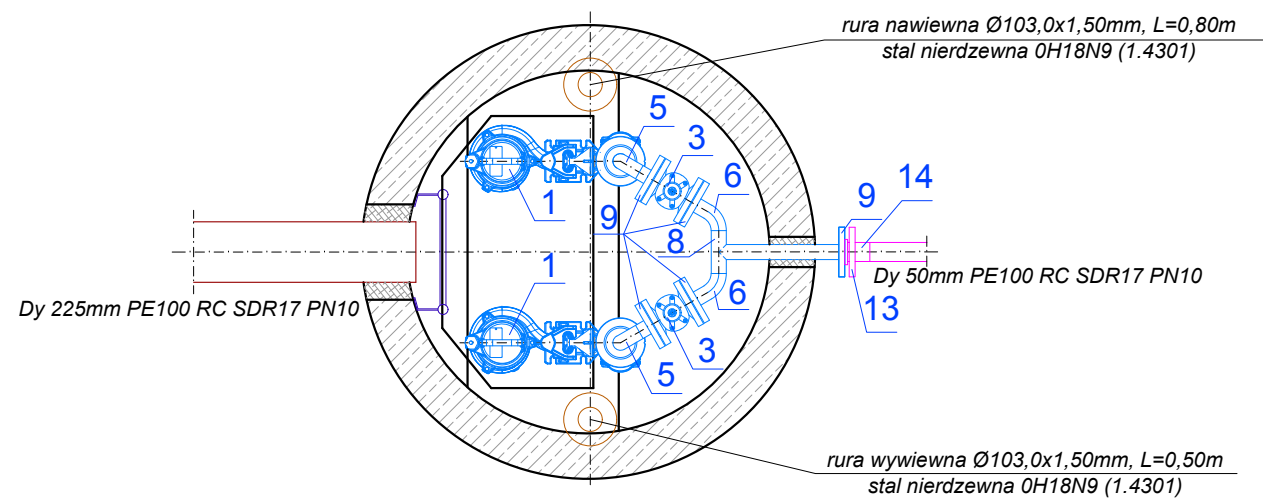 rura nawiewna Ø103,0x1,50mm, L=0,80m
stal nierdzewna 0H18N9 (1.4301)
5
3
6
14
9
1
9
8
Dy 50mm PE100 RC SDR17 PN10
Dy 225mm PE100 RC SDR17 PN10
1
6
13
3
5
rura wywiewna Ø103,0x1,50mm, L=0,50m
stal nierdzewna 0H18N9 (1.4301)